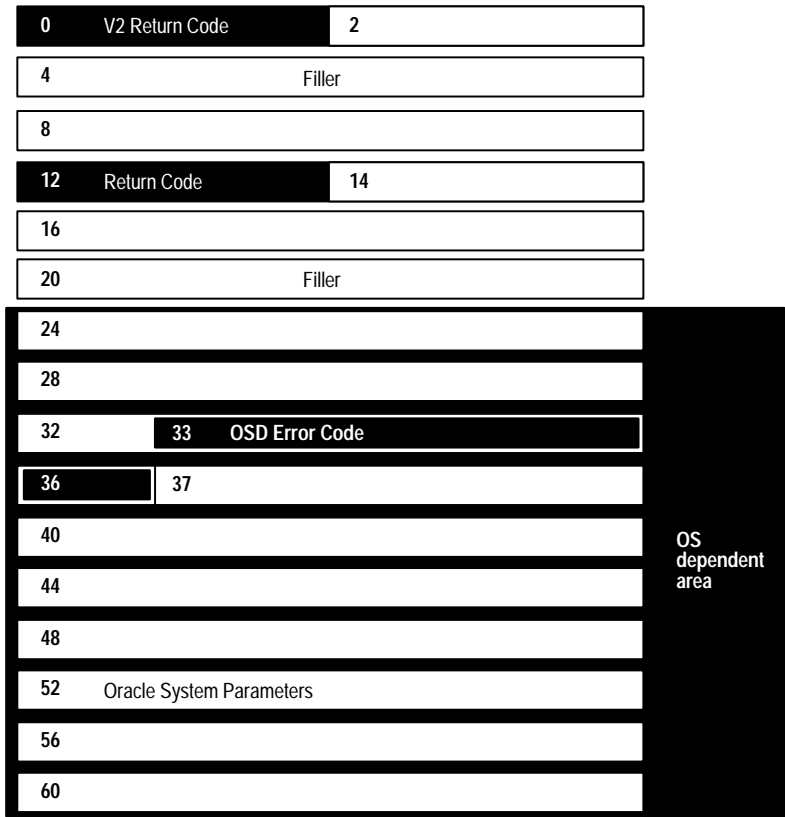 0 V2 Return Code 2
4 Filler
8
12 Return Code 14
16
20 Filler
24
28
32 33 OSD Error Code
36 37
40
44
48
52 Oracle System Parameters
56
60
OS
dependent
area